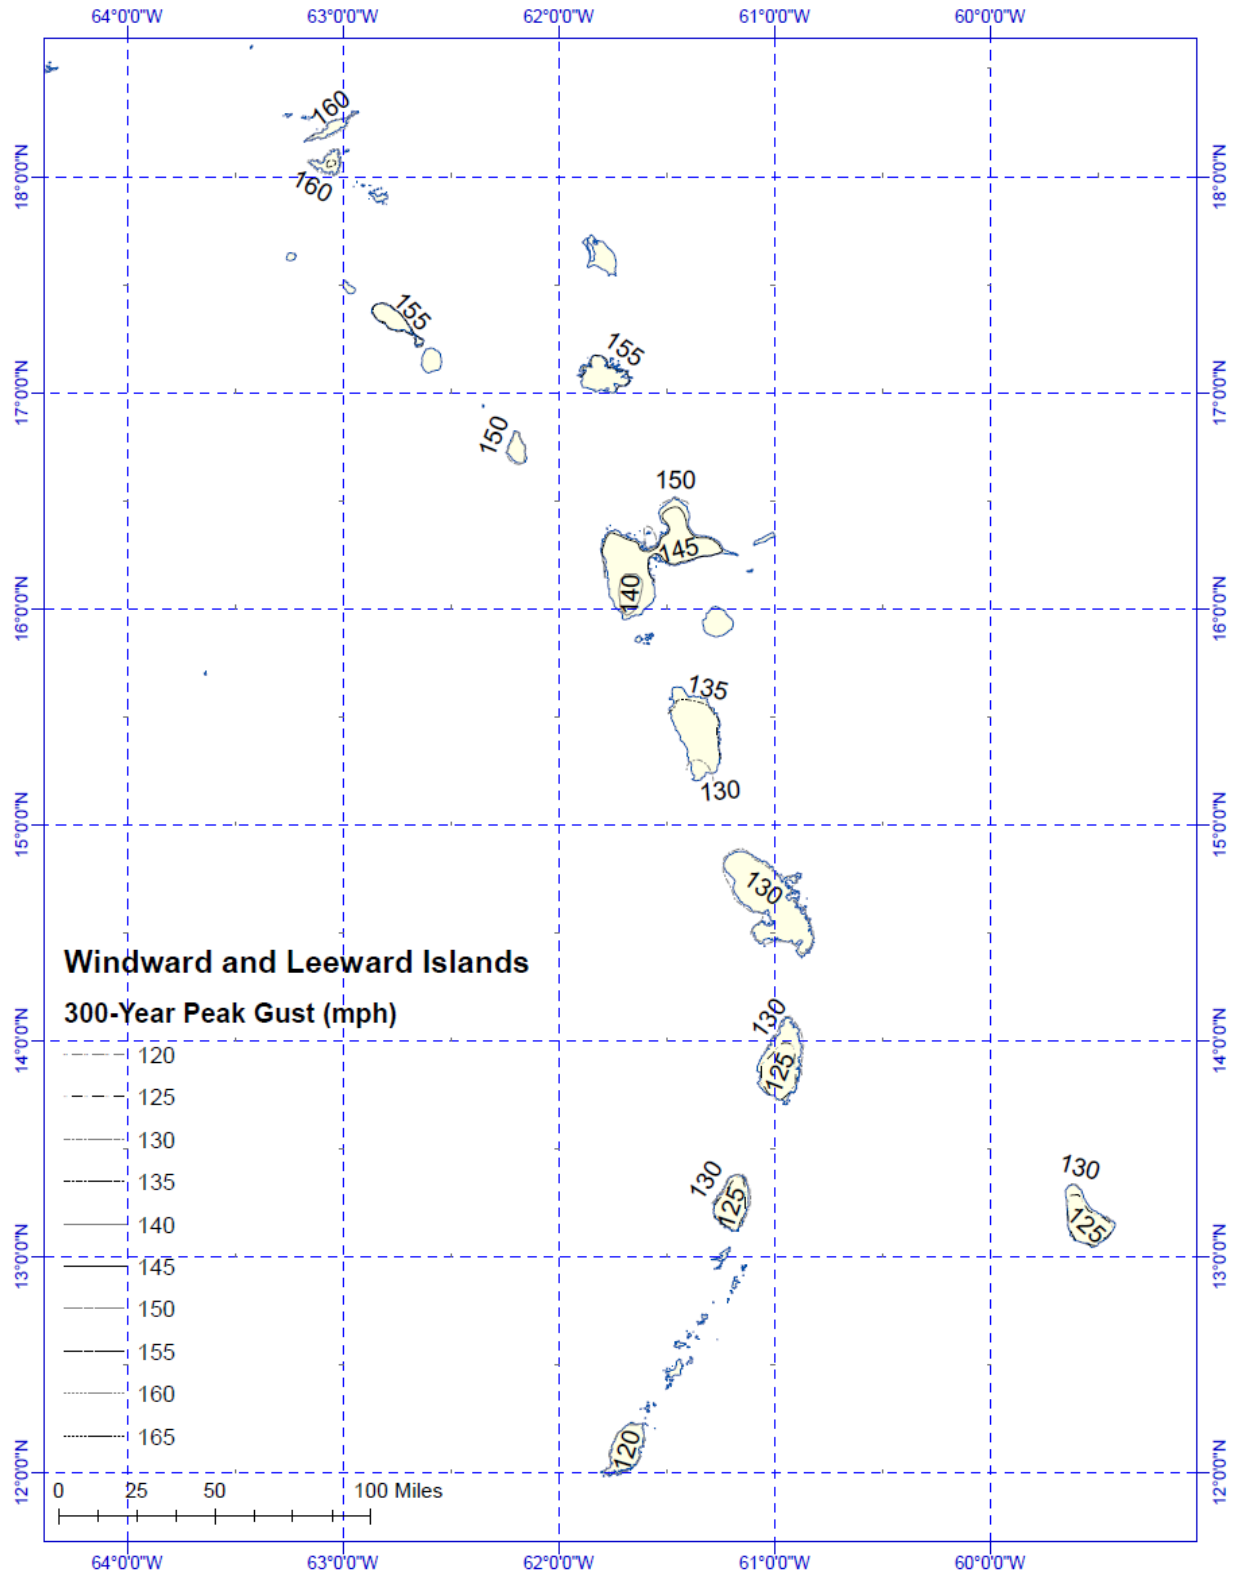 64°0'0"W 63°0'0"W 62°0'0"W 61°0'0"W 60°0'0"W
160
18°0'0"N 18°0'0"N
160
155
155
17°0'0"N 17°0'0"N
150
150
145
140
16°0'0"N 16°0'0"N
135
130
15°0'0"N 15°0'0"N
130
Windward and Leeward Islands
300-Year Peak Gust (mph)
130
14°0'0"N 14°0'0"N
125
120
125
130
135
140
145
150
155
160
165
130
125
130
125
13°0'0"N 13°0'0"N
120
12°0'0"N 12°0'0"N
0 25 50 100 Miles
64°0'0"W 63°0'0"W 62°0'0"W 61°0'0"W 60°0'0"W